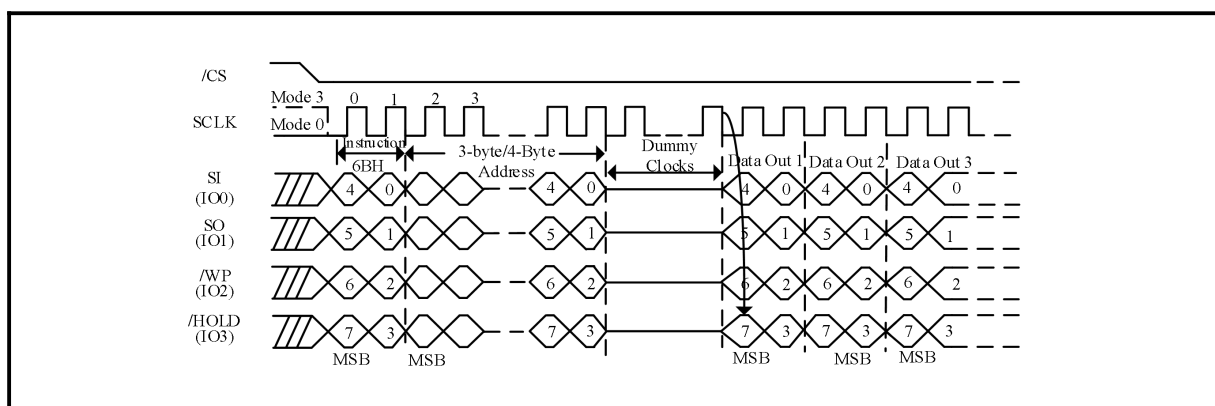 /CS
Mode 3 0 1 2 3
SCLK
Mode 0
Instruction
6BH
3-byte/4-Byte
Address
Dummy
Clocks
Data Out 1 Data Out 2 Data Out 3
SI
(IO0)
4 0 4 0 4 0 4 0 4 0
SO
(IO1)
5 1 5 1 5 1 5 1 5 1
/WP
(IO2)
6 2 6 2 6 2 6 2 6 2
/HOLD
(IO3)
7 3 7 3 7 3 7 3 7 3
MSB MSB MSB MSB MSB